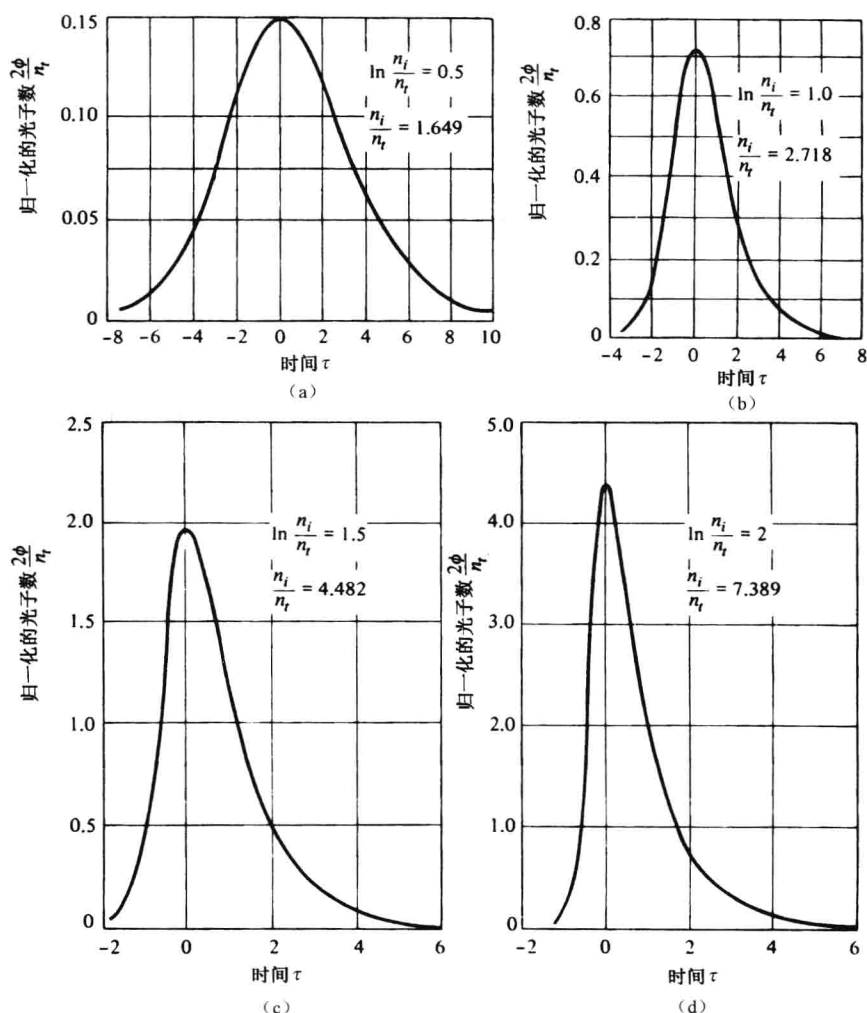 归一化的光子数 2φ/n_t
0.15
0.10
0.05
0
ln n_i/n_t = 0.5
n_i/n_t = 1.649
-8 -6 -4 -2 0 2 4 6 8 10
时间 τ
(a)
归一化的光子数 2φ/n_t
0.8
0.6
0.4
0.2
0
ln n_i/n_t = 1.0
n_i/n_t = 2.718
-4 -2 0 2 4 6 8
时间 τ
(b)
归一化的光子数 2φ/n_t
2.5
2.0
1.5
1.0
0.5
0
ln n_i/n_t = 1.5
n_i/n_t = 4.482
-2 0 2 4 6
时间 τ
(c)
归一化的光子数 2φ/n_t
5.0
4.0
3.0
2.0
1.0
0
ln n_i/n_t = 2
n_i/n_t = 7.389
-2 0 2 4 6
时间 τ
(d)